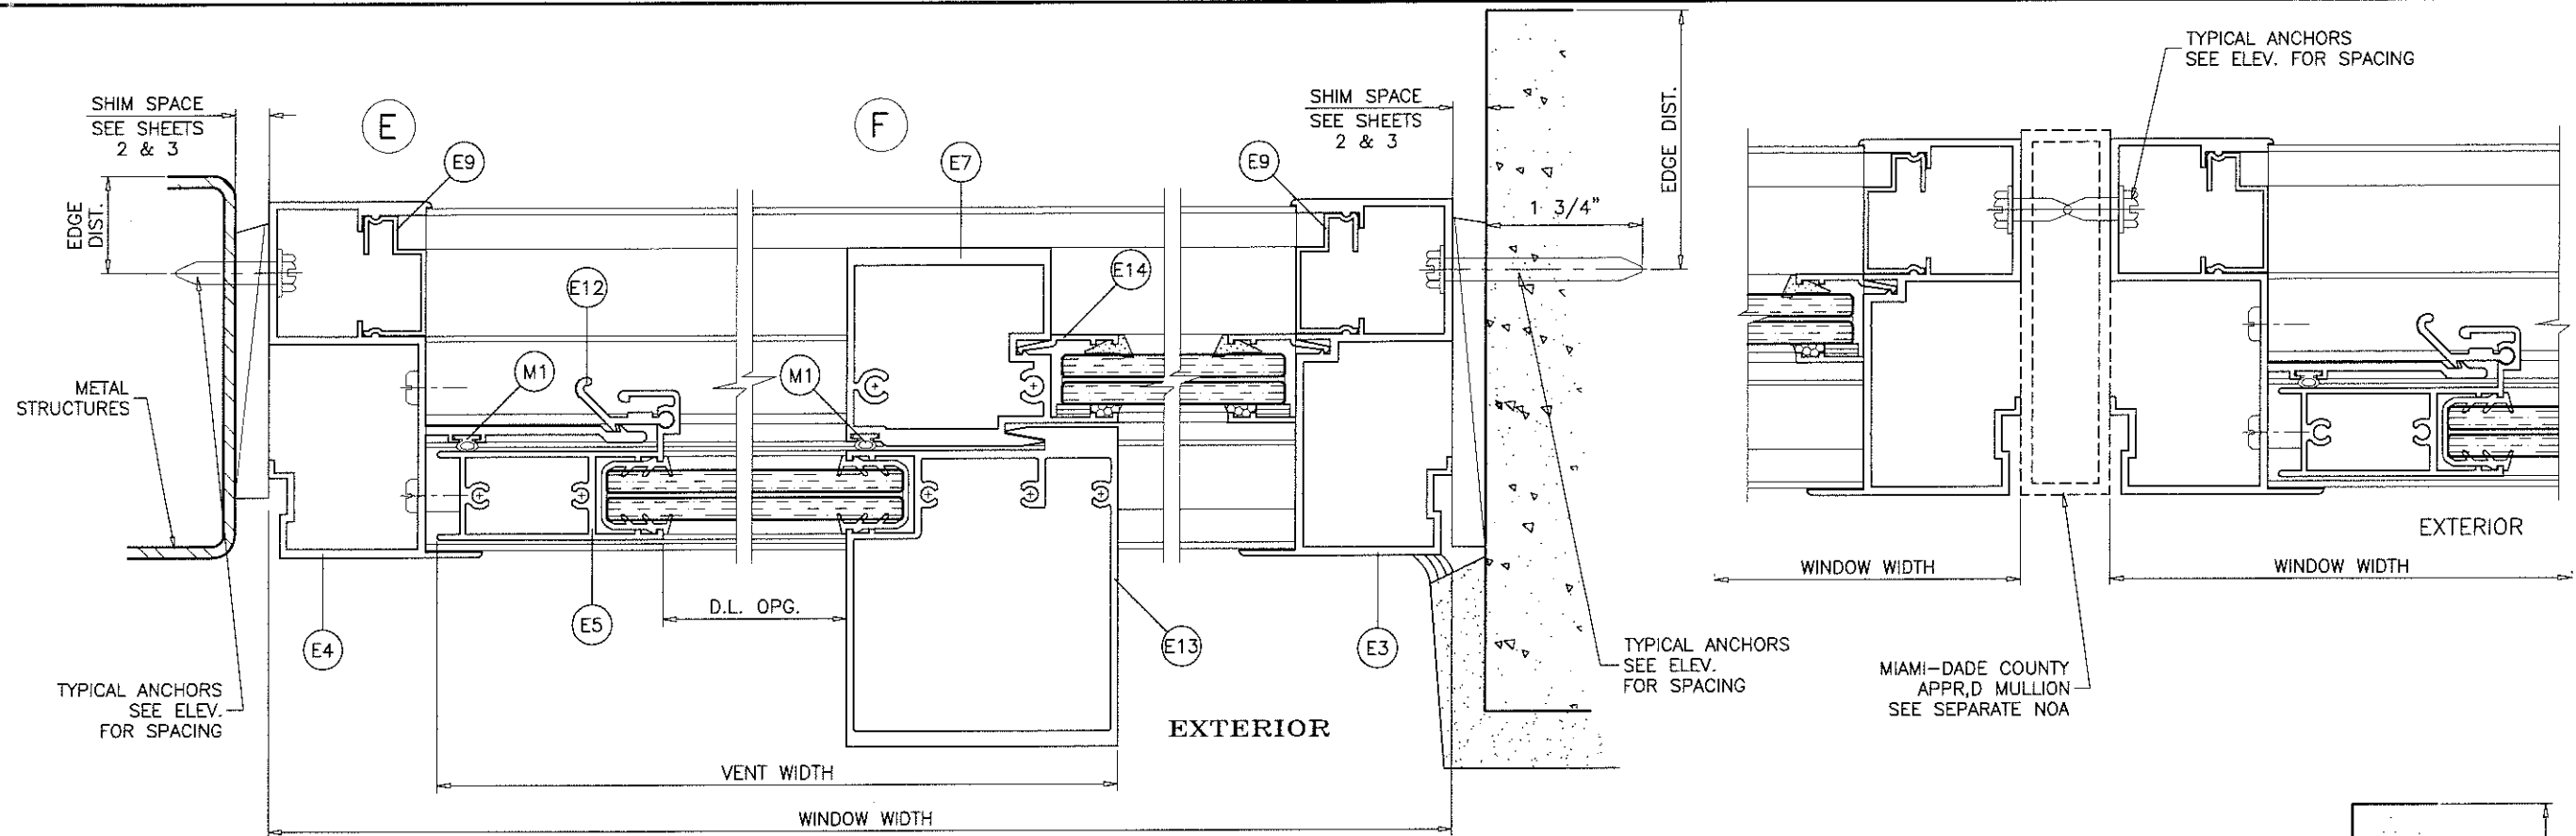 SHIM SPACE
SEE SHEETS
2 & 3
E
F
E9
E7
E9
SHIM SPACE
SEE SHEETS
2 & 3
EDGE DIST.
TYPICAL ANCHORS
SEE ELEV. FOR SPACING
EDGE
DIST.
1 3/4"
E12
E14
M1
M1
METAL
STRUCTURES
EXTERIOR
WINDOW WIDTH
WINDOW WIDTH
D.L. OPG.
E5
E4
E13
E3
TYPICAL ANCHORS
SEE ELEV.
FOR SPACING
TYPICAL ANCHORS
SEE ELEV.
FOR SPACING
MIAMI-DADE COUNTY
APPR,D MULLION
SEE SEPARATE NOA
EXTERIOR
VENT WIDTH
WINDOW WIDTH